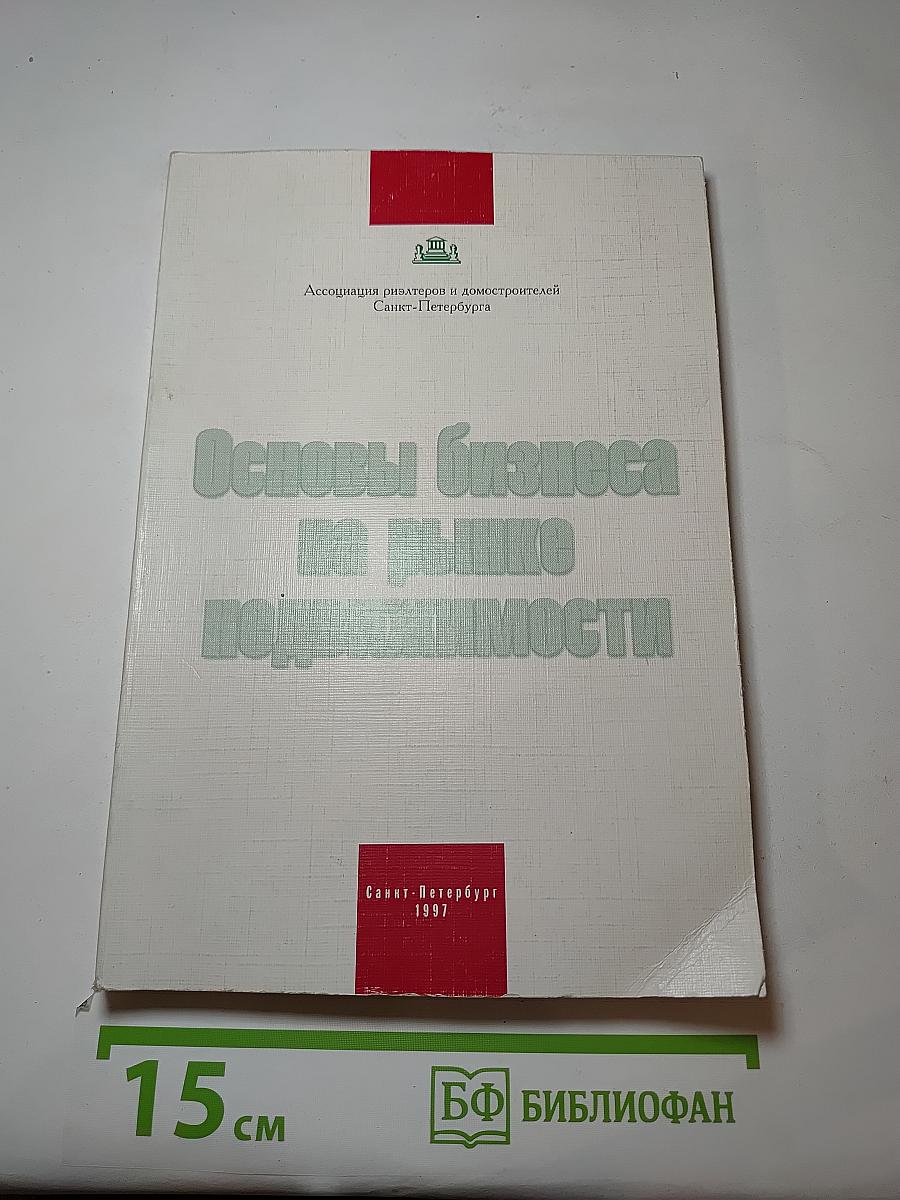 Ассоциация риэлтеров и домостроителей
Санкт-Петербурга
Основы бизнеса
на рынке
недвижимости
Санкт-Петербург
1997
15 см
БФ БИБЛИОФАН